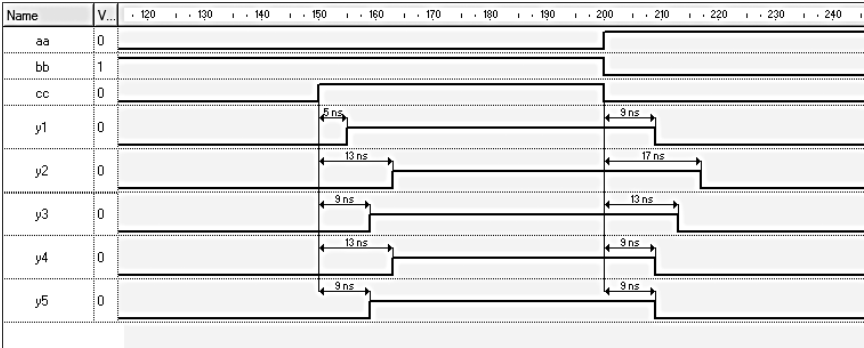 Name V... 120 130 140 150 160 170 180 190 200 210 220 230 240
aa 0
bb 1
cc 0
y1 0 5 ns 9 ns
y2 0 13 ns 17 ns
y3 0 9 ns 13 ns
y4 0 13 ns 9 ns
y5 0 9 ns 9 ns